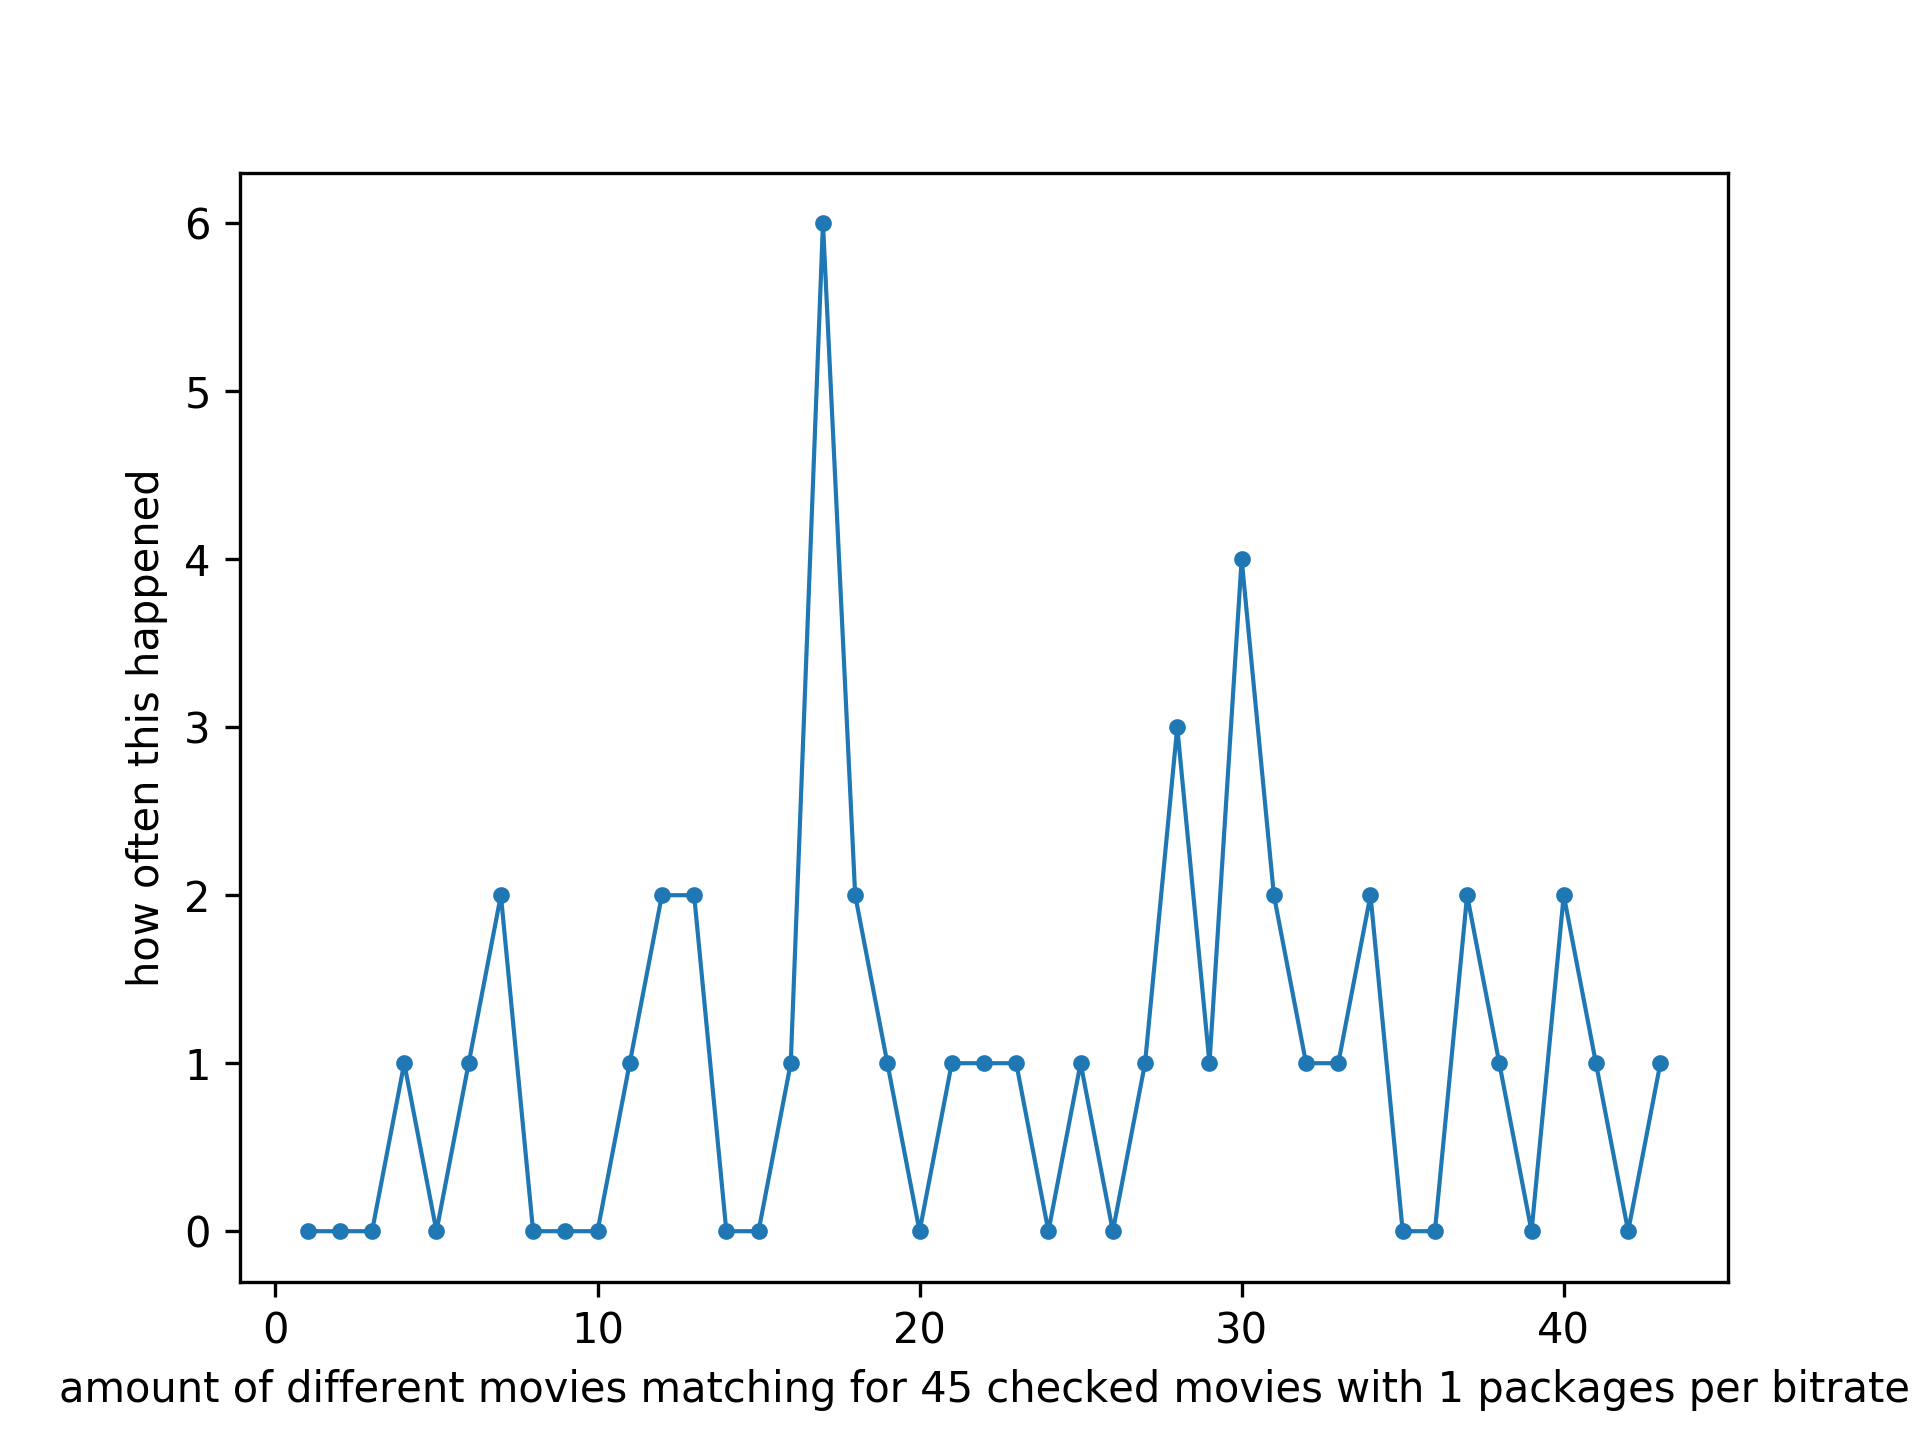 6
5
4
3
2
1
0
how often this happened
0 10 20 30 40
amount of different movies matching for 45 checked movies with 1 packages per bitrate